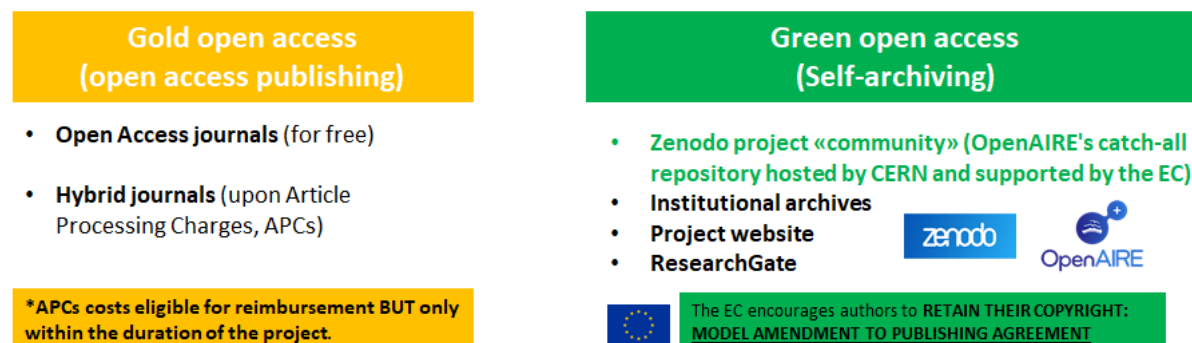 Gold open access
(open access publishing)
• Open Access journals (for free)
• Hybrid journals (upon Article
Processing Charges, APCs)
*APCs costs eligible for reimbursement BUT only
within the duration of the project.
Green open access
(Self-archiving)
• Zenodo project «community» (OpenAIRE's catch-all
repository hosted by CERN and supported by the EC)
• Institutional archives
• Project website
• ResearchGate
zenodo
OpenAIRE
The EC encourages authors to RETAIN THEIR COPYRIGHT:
MODEL AMENDMENT TO PUBLISHING AGREEMENT